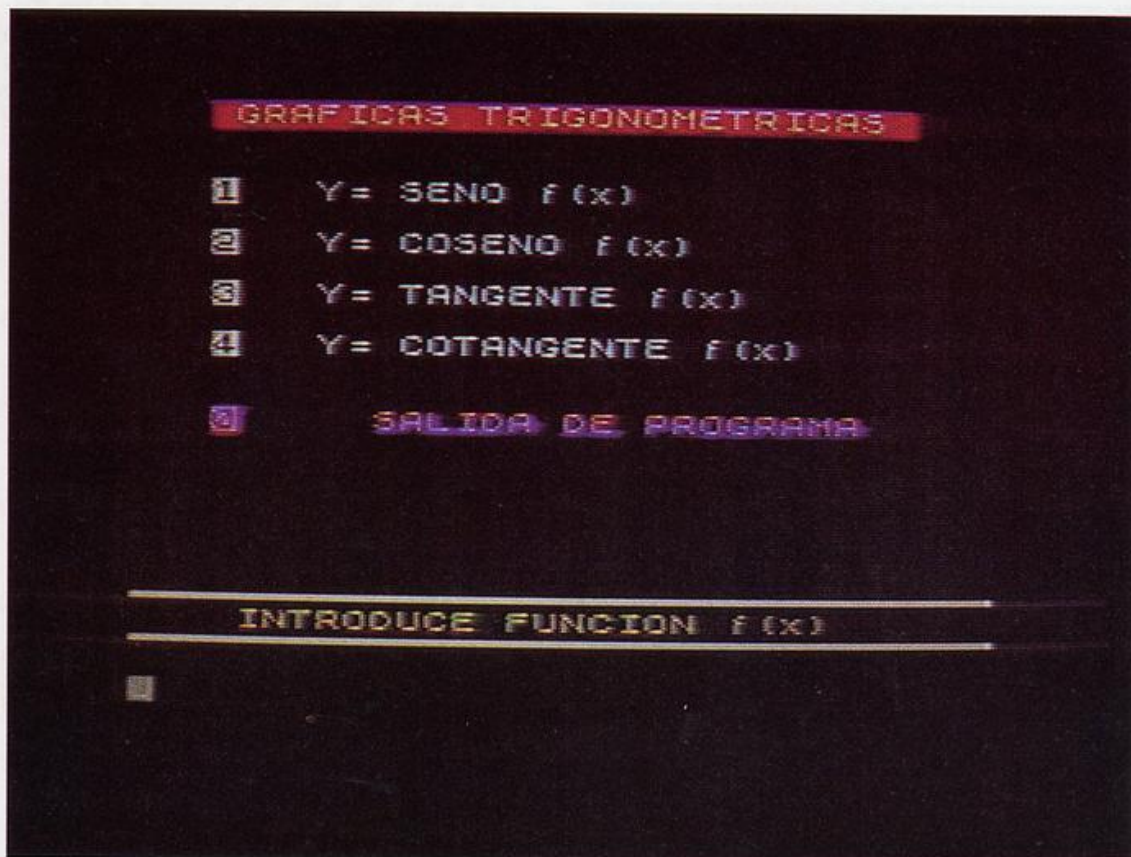 GRAFICAS TRIGONOMETRICAS
1 Y= SENO f(x)
2 Y= COSENO f(x)
3 Y= TANGENTE f(x)
4 Y= COTANGENTE f(x)
0 SALIDA DE PROGRAMA
INTRODUCE FUNCION f(x)